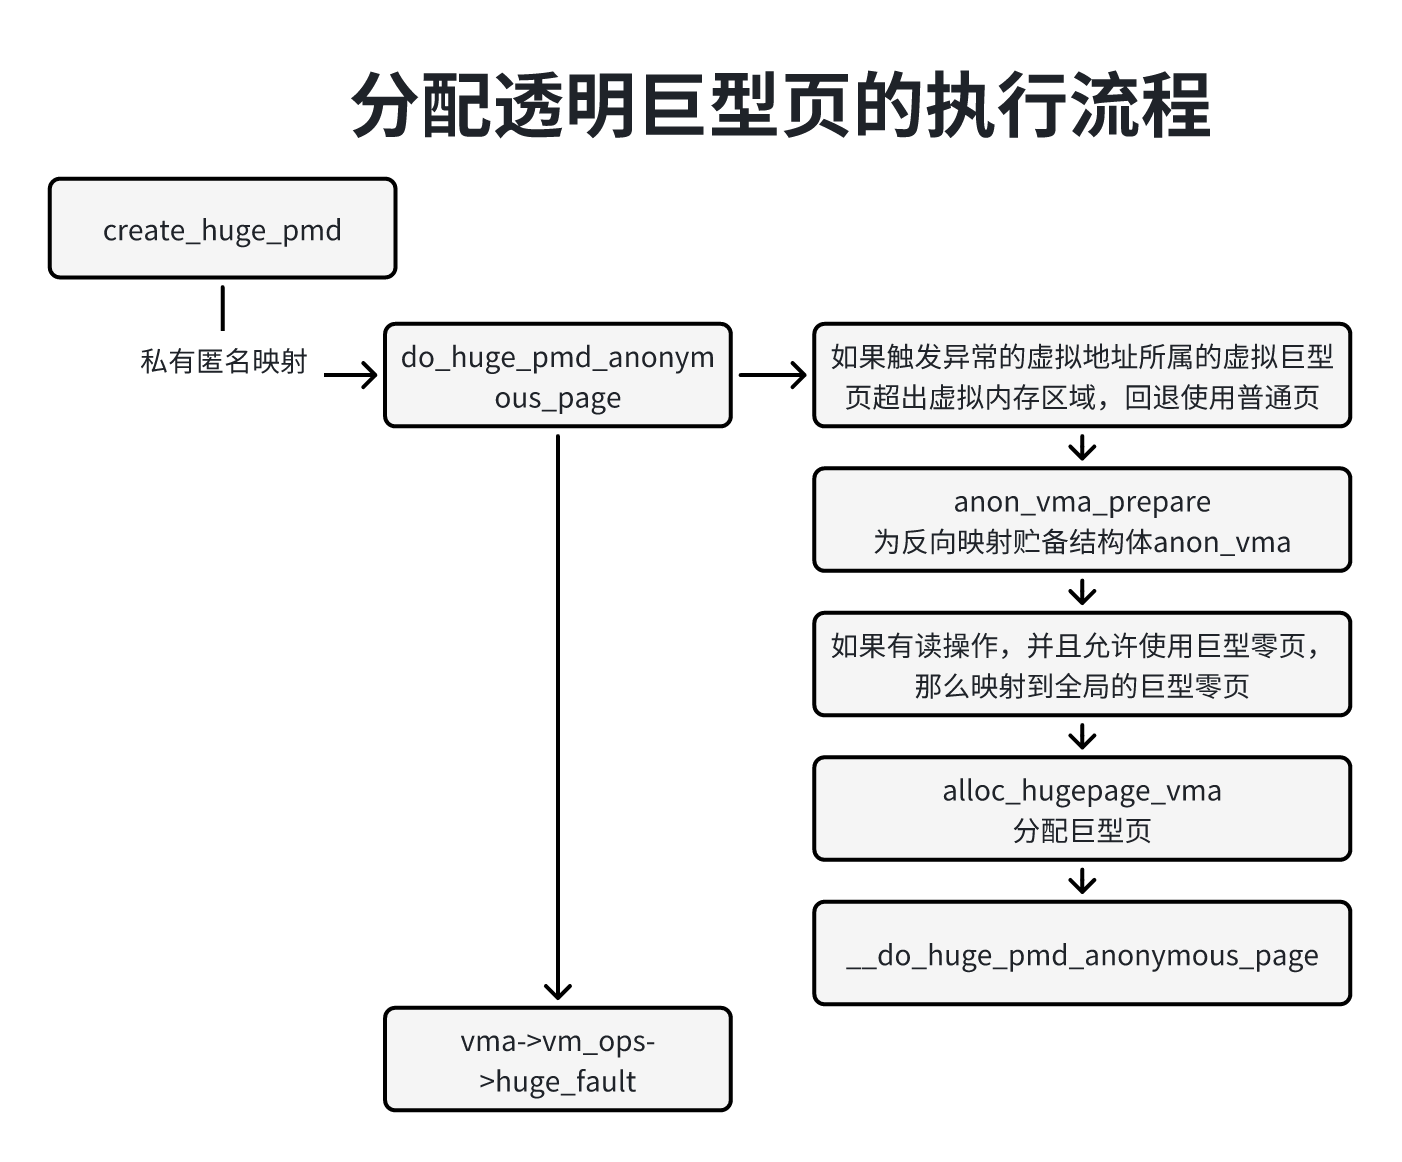 分配透明巨型页的执行流程
create_huge_pmd
私有匿名映射
do_huge_pmd_anonym
ous_page
如果触发异常的虚拟地址所属的虚拟巨型
页超出虚拟内存区域，回退使用普通页
anon_vma_prepare
为反向映射贮备结构体anon_vma
如果有读操作，并且允许使用巨型零页，
那么映射到全局的巨型零页
alloc_hugepage_vma
分配巨型页
__do_huge_pmd_anonymous_page
vma->vm_ops-
>huge_fault